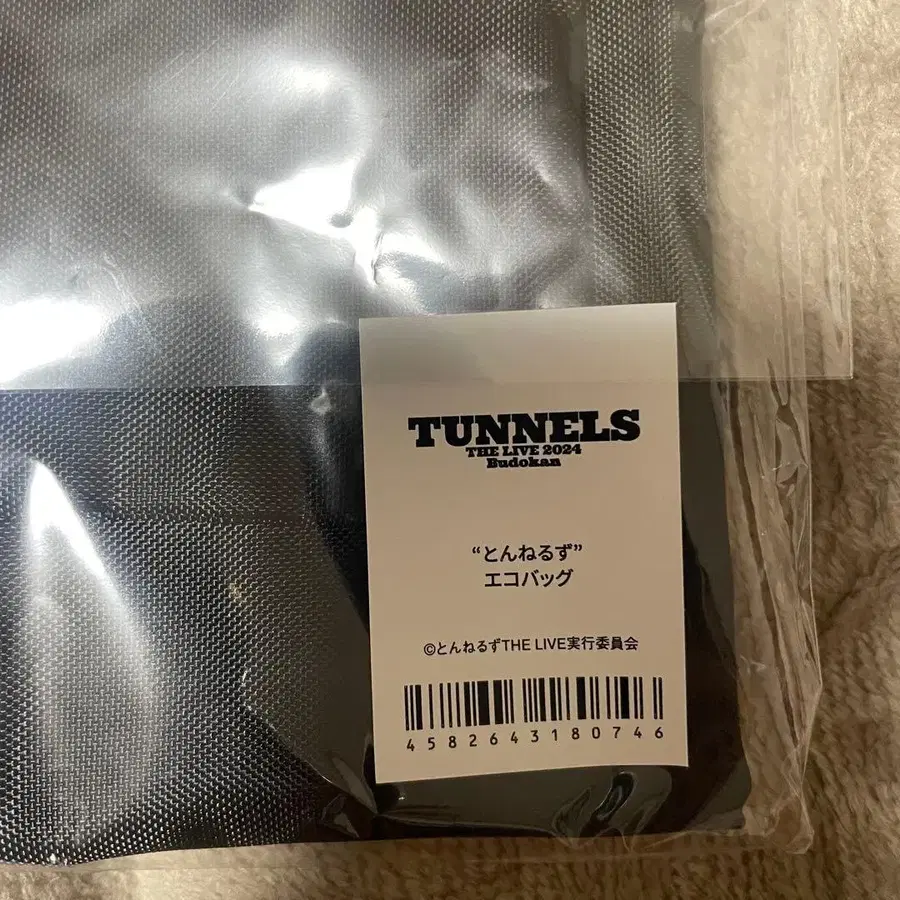 TUNNELS
THE LIVE 2024
Budokan
“とんねるず”
エコバッグ
©とんねるずTHE LIVE実行委員会
4582643180746